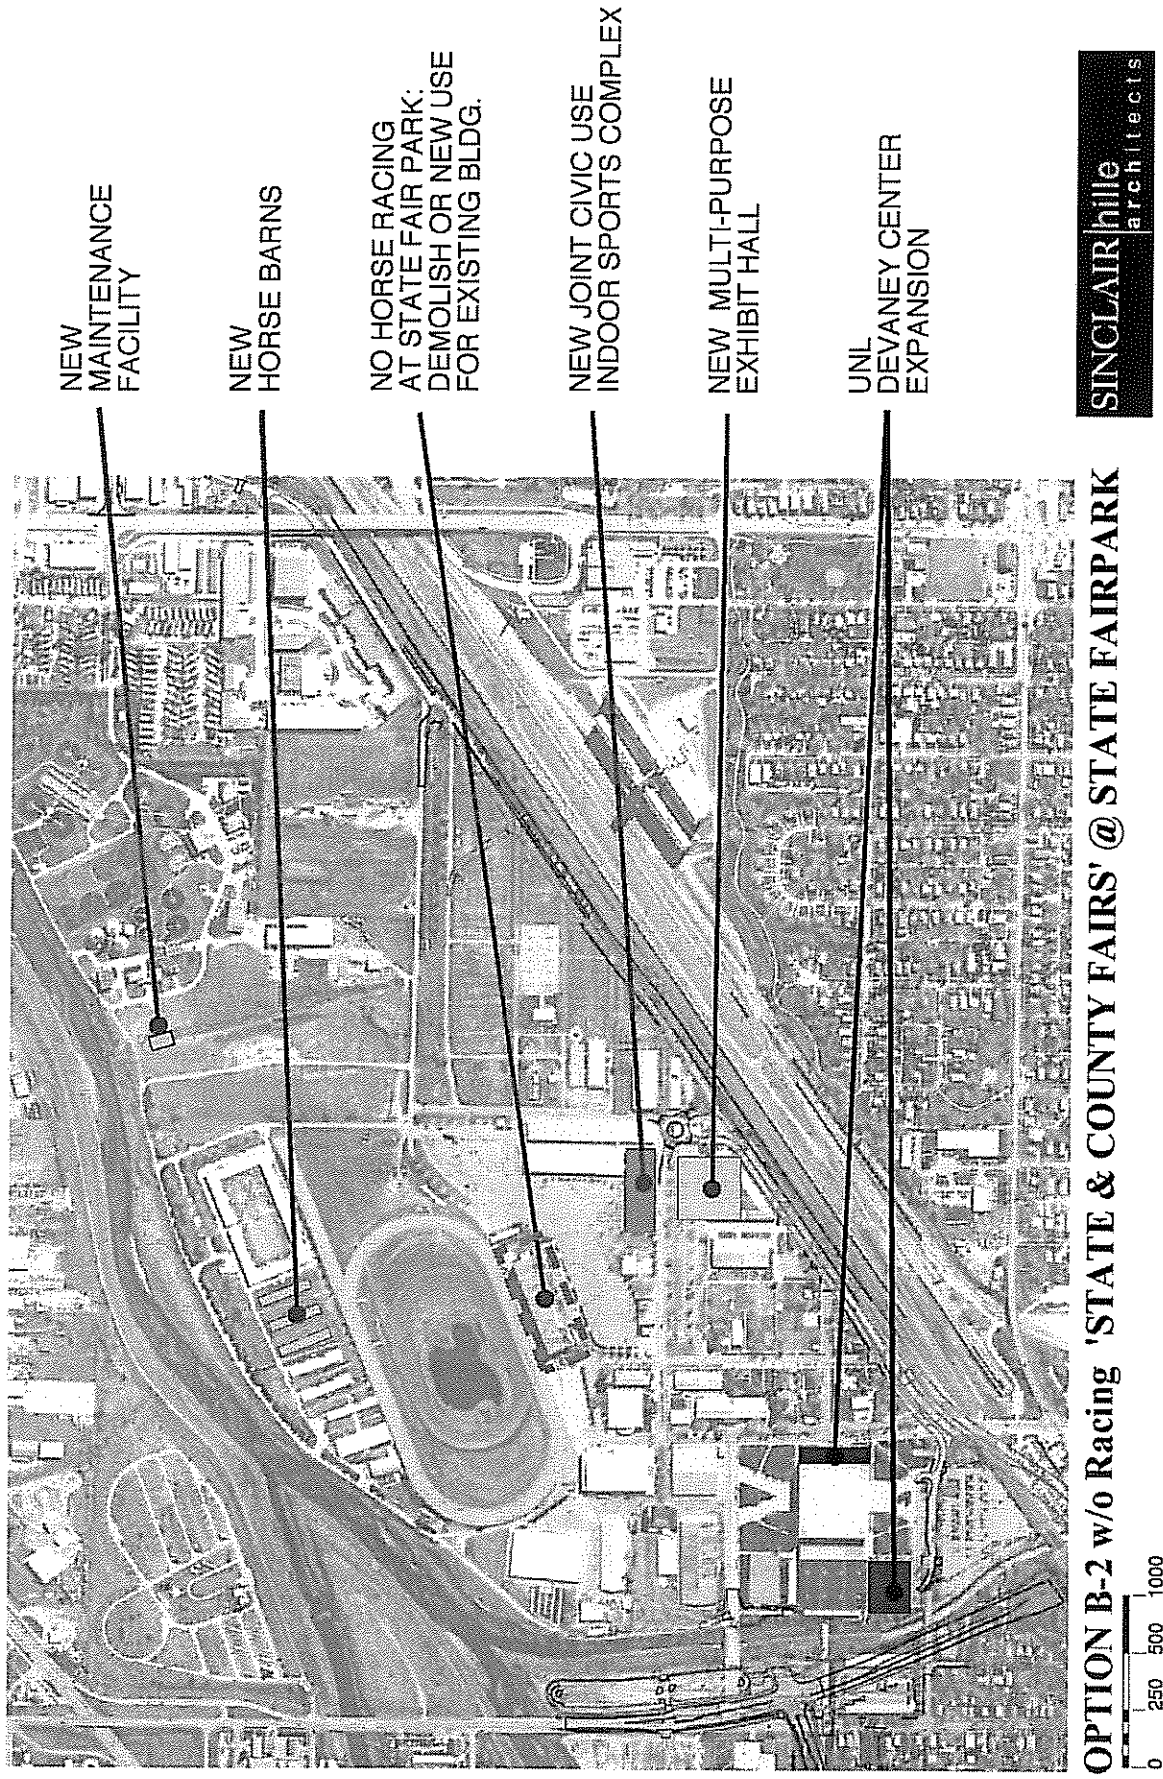 NEW
MAINTENANCE
FACILITY
NEW
HORSE BARNS
NO HORSE RACING
AT STATE FAIR PARK:
DEMOLISH OR NEW USE
FOR EXISTING BLDG.
NEW JOINT CIVIC USE
INDOOR SPORTS COMPLEX
NEW MULTI-PURPOSE
EXHIBIT HALL
UNL
DEVANEY CENTER
EXPANSION
OPTION B-2 w/o Racing 'STATE & COUNTY FAIRS' @ STATE FAIRPARK
0 250 500 1000
SINCLAIR hille
architects